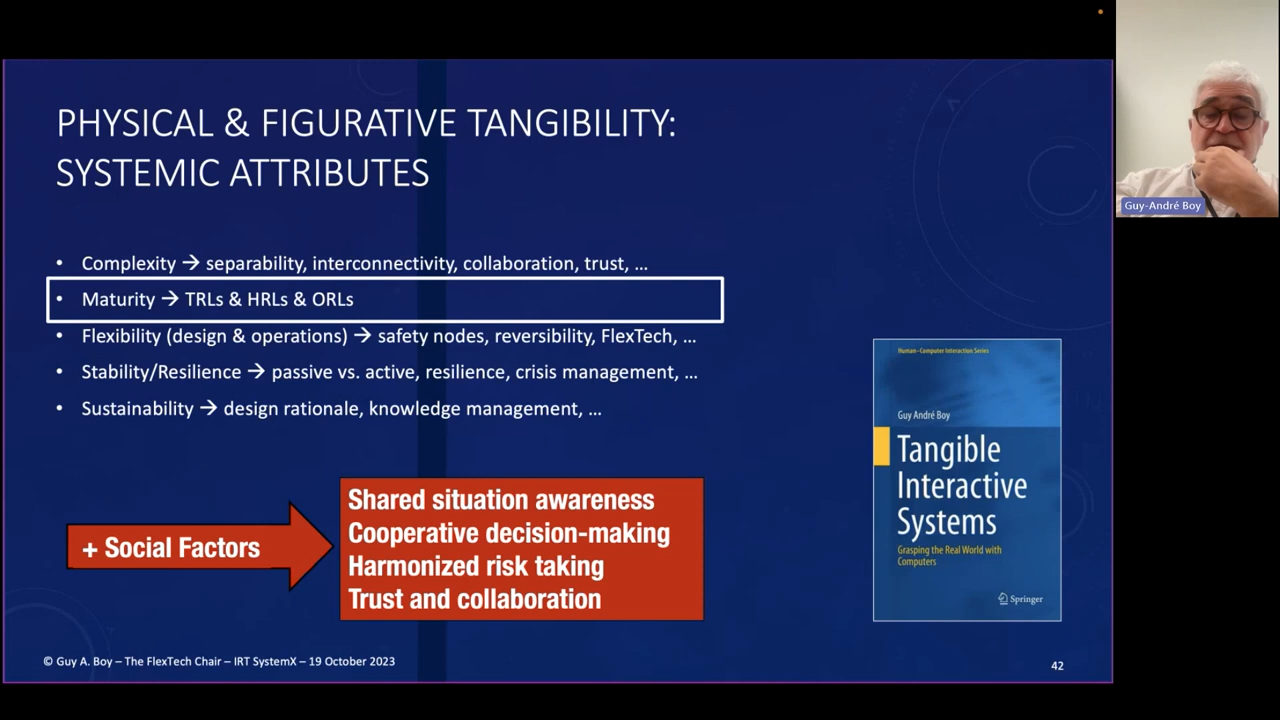 PHYSICAL & FIGURATIVE TANGIBILITY:
SYSTEMIC ATTRIBUTES
• Complexity → separability, interconnectivity, collaboration, trust, ...
• Maturity → TRLs & HRLs & ORLs
• Flexibility (design & operations) → safety nodes, reversibility, FlexTech, ...
• Stability/Resilience → passive vs. active, resilience, crisis management, ...
• Sustainability → design rationale, knowledge management, ...
+ Social Factors
Shared situation awareness
Cooperative decision-making
Harmonized risk taking
Trust and collaboration
Human–Computer Interaction Series
Guy André Boy
Tangible
Interactive
Systems
Grasping the Real World with
Computers
Springer
© Guy A. Boy – The FlexTech Chair – IRT SystemX – 19 October 2023
42
Guy-André Boy